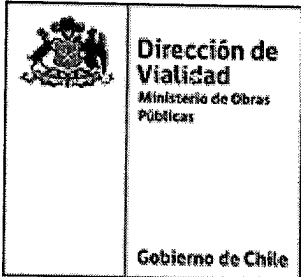 Dirección de
Vialidad
Ministerio de Obras
Públicas
Gobierno de Chile